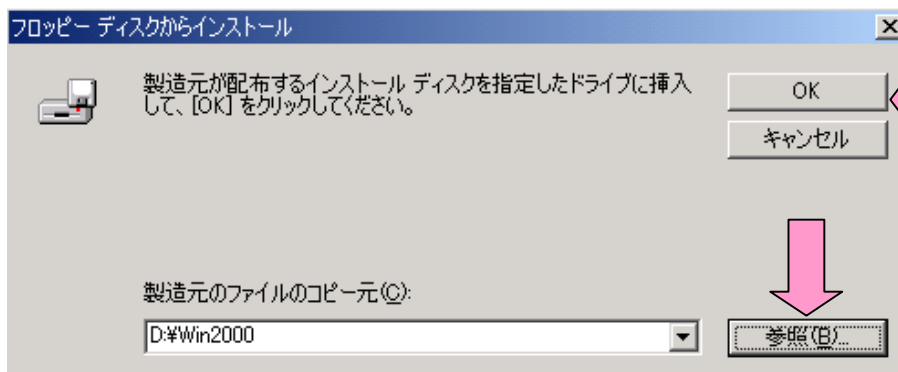 フロッピー ディスクからインストール
製造元が配布するインストール ディスクを指定したドライブに挿入
して、[OK] をクリックしてください。
OK
キャンセル
製造元のファイルのコピー元(C):
D:¥Win2000
参照(B)...